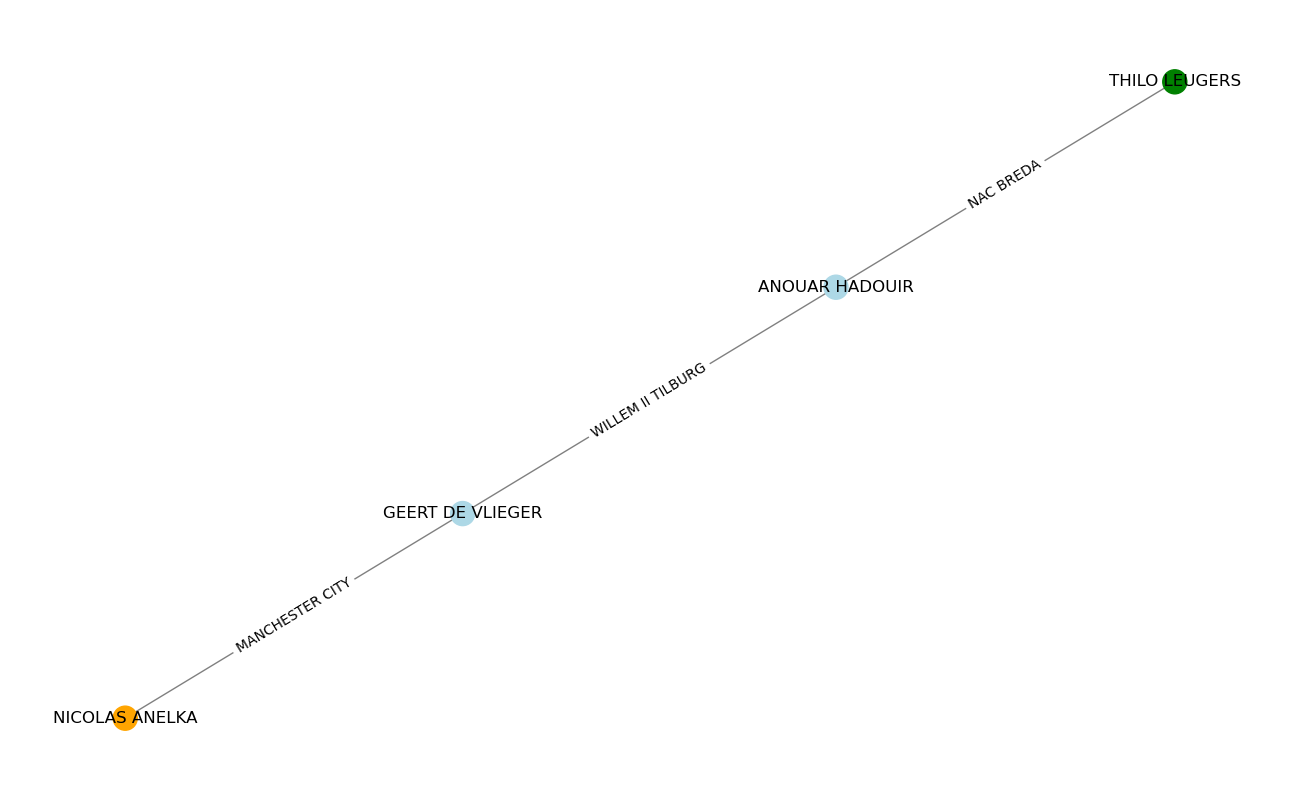 THILO LEUGERS
NAC BREDA
ANOUAR HADOUIR
WILLEM II TILBURG
GEERT DE VLIEGER
MANCHESTER CITY
NICOLAS ANELKA